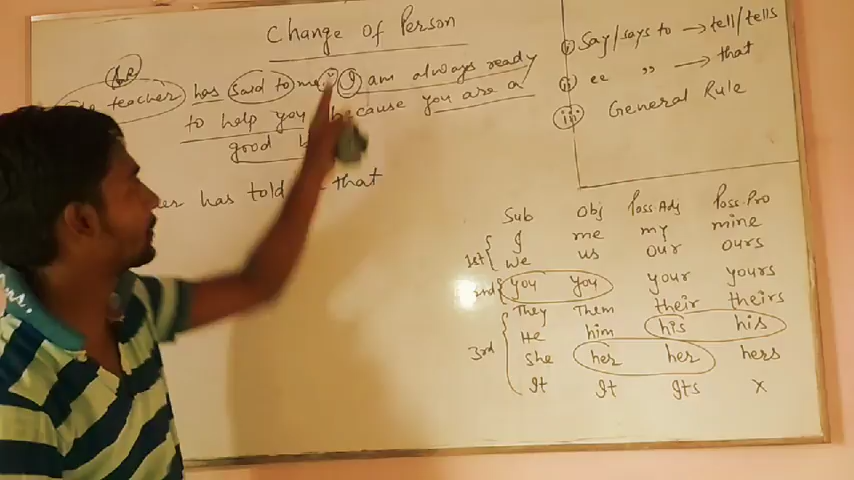 Change of Person
teacher has said to me, " I am always ready
to help you because you are a
good
has told that
(i) Say/says to → tell/tells
(ii) " " → that
(iii) General Rule
Sub Obj Poss. Adj Poss. Pro
1st { I me my mine
we us our ours
2nd { you you your yours
3rd { They Them their theirs
He him his his
She her her hers
It It Its X